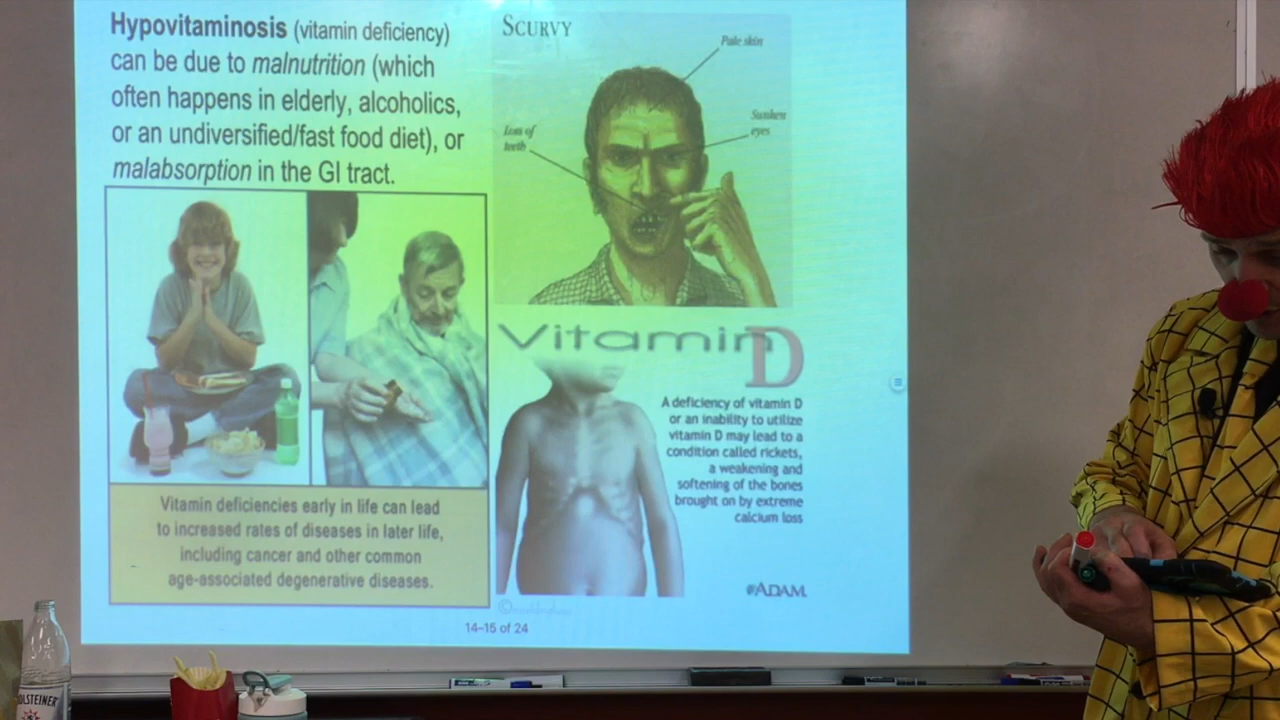 Hypovitaminosis (vitamin deficiency)
can be due to malnutrition (which
often happens in elderly, alcoholics,
or an undiversified/fast food diet), or
malabsorption in the GI tract.
Vitamin deficiencies early in life can lead
to increased rates of diseases in later life,
including cancer and other common
age-associated degenerative diseases.
SCURVY
Pale skin
Sunken
eyes
Loss of
teeth
Vitamin D
A deficiency of vitamin D
or an inability to utilize
vitamin D may lead to a
condition called rickets,
a weakening and
softening of the bones
brought on by extreme
calcium loss
ADAM
14–15 of 24
OLSTEINER